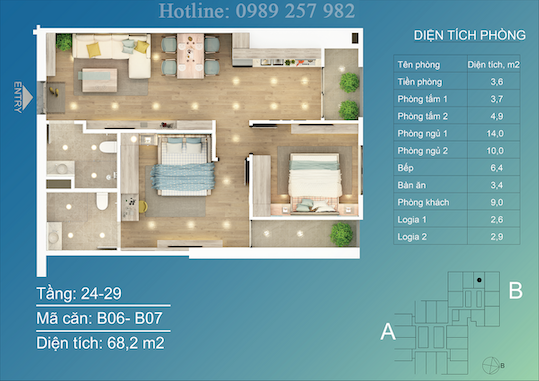 Hotline: 0989 257 982
DIỆN TÍCH PHÒNG
Tên phòng Diện tích, m2
Tiền phòng 3,6
Phòng tắm 1 3,7
Phòng tắm 2 4,9
Phòng ngủ 1 14,0
Phòng ngủ 2 10,0
Bếp 6,4
Bàn ăn 3,4
Phòng khách 9,0
Logia 1 2,6
Logia 2 2,9
ENTRY
Tầng: 24-29
Mã căn: B06- B07
Diện tích: 68,2 m2
A
B
B